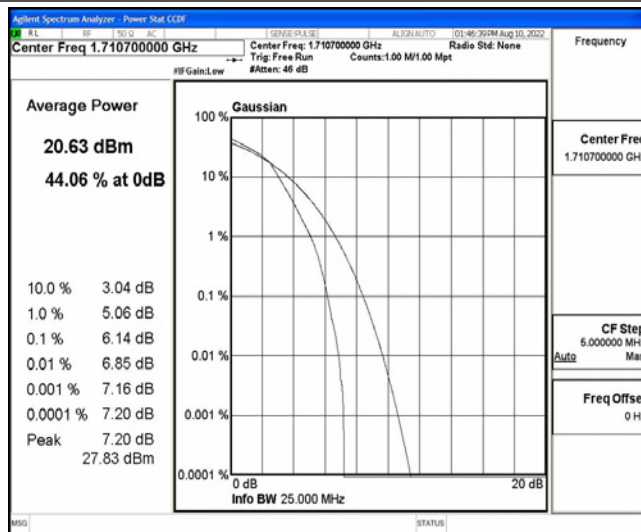 Agilent Spectrum Analyzer - Power Stat CCDF
RL RF 50 Ω AC SENSE:PULSE ALIGN AUTO 01:46:39 PM Aug 10, 2022
Center Freq 1.710700000 GHz
Center Freq: 1.710700000 GHz Radio Std: None
Trig: Free Run Counts:1.00 M/1.00 Mpt
#IFGain:Low #Atten: 46 dB
Frequency
Average Power
20.63 dBm
44.06 % at 0dB
10.0 % 3.04 dB
1.0 % 5.06 dB
0.1 % 6.14 dB
0.01 % 6.85 dB
0.001 % 7.16 dB
0.0001 % 7.20 dB
Peak 7.20 dB
27.83 dBm
Gaussian
100 %
10 %
1 %
0.1 %
0.01 %
0.001 %
0.0001 %
0 dB 20 dB
Info BW 25.000 MHz
Center Fre
1.710700000 GH
CF Step
5.000000 MH
Auto Ma
Freq Offse
0 H
MSG STATUS